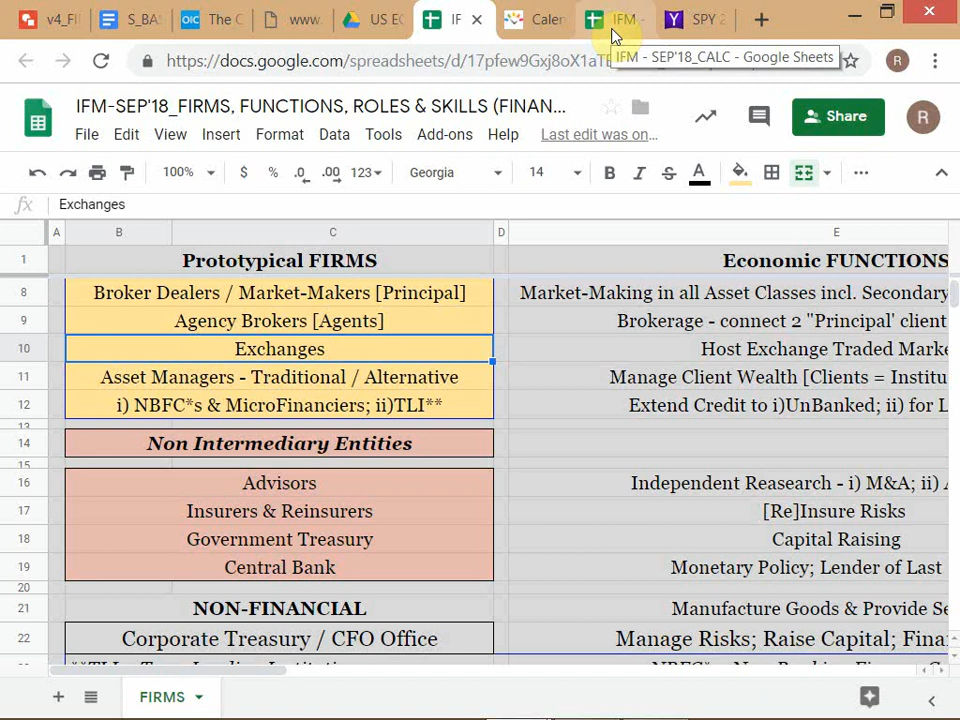 v4_FI S_BA OIC The C www. US EC IF Calen IFM - SPY 2
https://docs.google.com/spreadsheets/d/17pfew9Gxj8oX1aTE
IFM - SEP'18_CALC - Google Sheets
R
IFM-SEP'18_FIRMS, FUNCTIONS, ROLES & SKILLS (FINAN...
Share
R
File Edit View Insert Format Data Tools Add-ons Help Last edit was on...
100% $ % .0 .00 123 Georgia 14 B I S A
fx Exchanges
A B C D E
1 Prototypical FIRMS Economic FUNCTIONS
8 Broker Dealers / Market-Makers [Principal] Market-Making in all Asset Classes incl. Secondary
9 Agency Brokers [Agents] Brokerage - connect 2 "Principal' client
10 Exchanges Host Exchange Traded Marke
11 Asset Managers - Traditional / Alternative Manage Client Wealth [Clients = Institu
12 i) NBFC*s & MicroFinanciers; ii)TLI** Extend Credit to i)UnBanked; ii) for L
13
14 Non Intermediary Entities
15
16 Advisors Independent Reasearch - i) M&A; ii) A
17 Insurers & Reinsurers [Re]Insure Risks
18 Government Treasury Capital Raising
19 Central Bank Monetary Policy; Lender of Last
20
21 NON-FINANCIAL Manufacture Goods & Provide Se
22 Corporate Treasury / CFO Office Manage Risks; Raise Capital; Finan
FIRMS